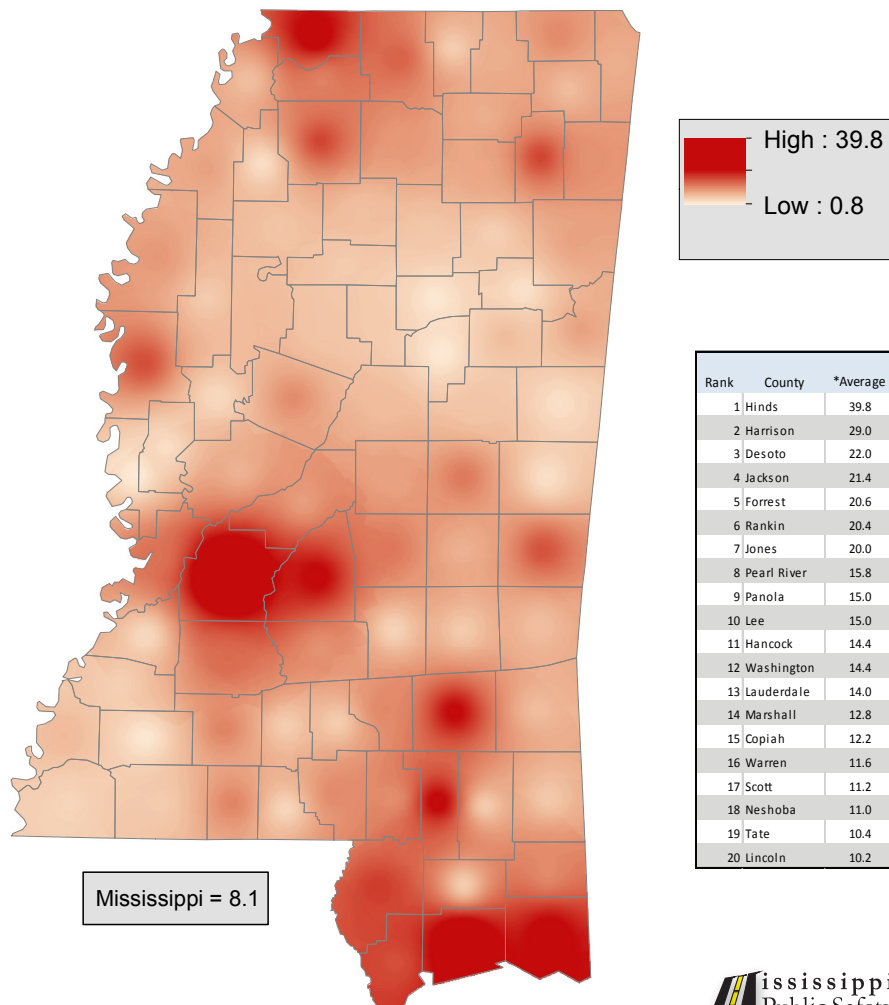 High : 39.8
Low : 0.8
Rank County *Average
1 Hinds 39.8
2 Harrison 29.0
3 Desoto 22.0
4 Jackson 21.4
5 Forrest 20.6
6 Rankin 20.4
7 Jones 20.0
8 Pearl River 15.8
9 Panola 15.0
10 Lee 15.0
11 Hancock 14.4
12 Washington 14.4
13 Lauderdale 14.0
14 Marshall 12.8
15 Copiah 12.2
16 Warren 11.6
17 Scott 11.2
18 Neshoba 11.0
19 Tate 10.4
20 Lincoln 10.2
Mississippi = 8.1
ississippi